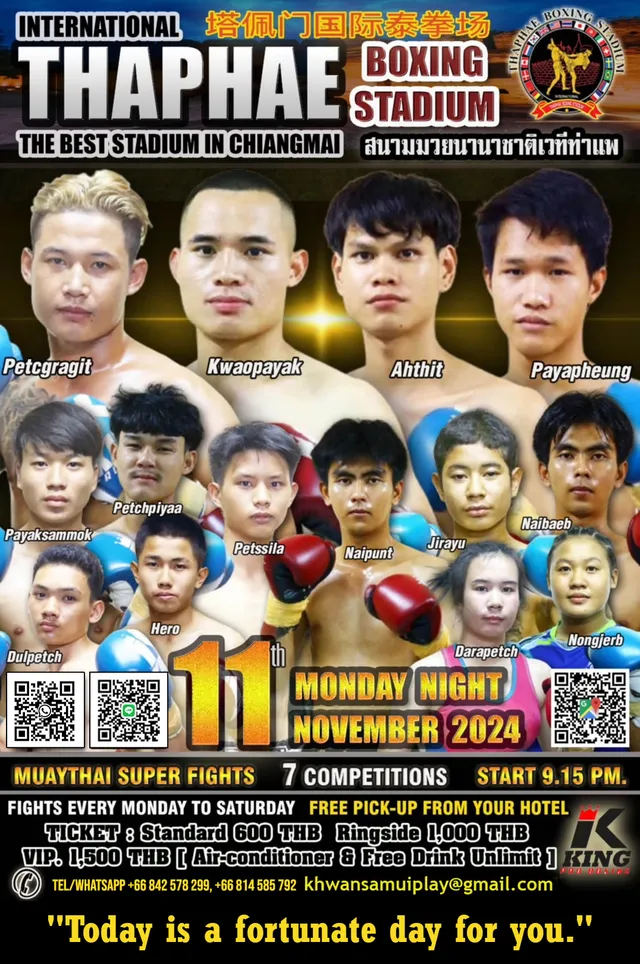 INTERNATIONAL 塔佩门国际泰拳场
THAPHAE BOXING STADIUM
THE BEST STADIUM IN CHIANGMAI สนามมวยนานาชาติเวทีท่าแพ
THAPHAE BOXING STADIUM
Petcgragit Kwaopayak Ahthit Payapheung
Payaksammok Petchpiyaa Petssila Naipunt Jirayu Naibaeb
Dulpetch Hero Darapetch Nongjerb
11th MONDAY NIGHT
NOVEMBER 2024
MUAYTHAI SUPER FIGHTS 7 COMPETITIONS START 9.15 PM.
FIGHTS EVERY MONDAY TO SATURDAY FREE PICK-UP FROM YOUR HOTEL
TICKET : Standard 600 THB Ringside 1,000 THB
VIP. 1,500 THB [ Air-conditioner & Free Drink Unlimit ]
K KING
TEL/WHATSAPP +66 842 578 299, +66 814 585 792 khwansamuiplay@gmail.com
"Today is a fortunate day for you."